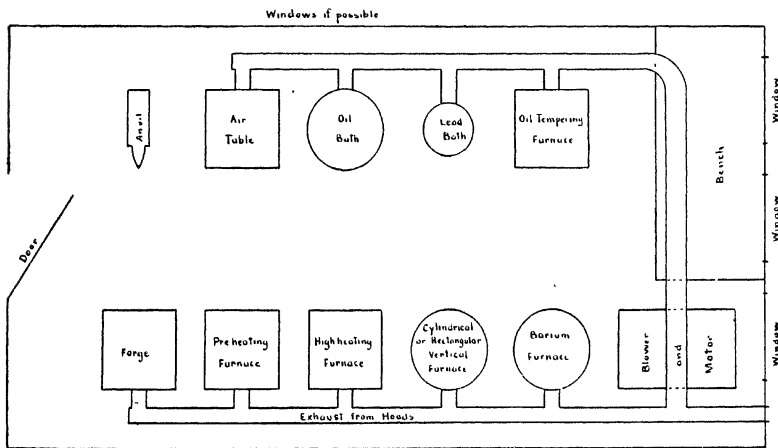 Windows if possible
Anvil
Air
Table
Oil
Bath
Lead
Bath
Oil Tempering
Furnace
Bench
Window
Window
Window
Door
Forge
Preheating
Furnace
High heating
Furnace
Cylindrical
or Rectangular
Vertical
Furnace
Barium
Furnace
Blower
and
Motor
Exhaust from Hoods